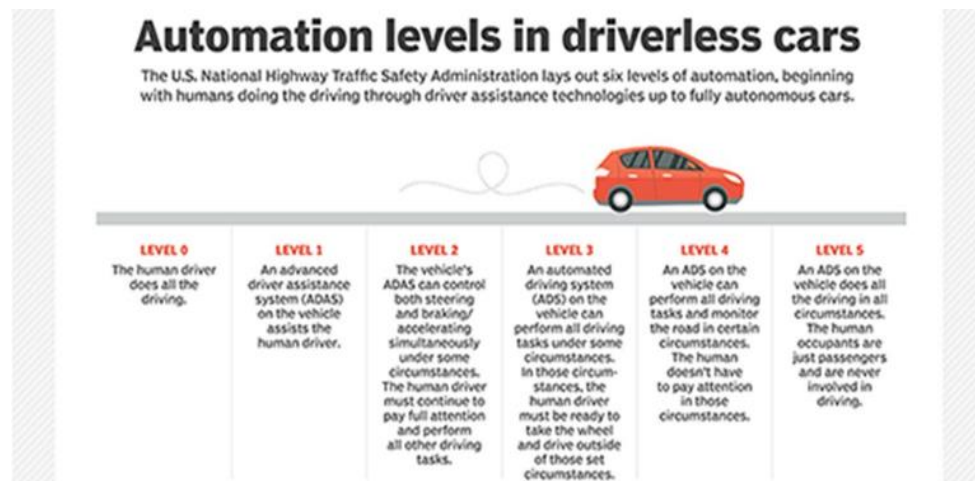 Automation levels in driverless cars
The U.S. National Highway Traffic Safety Administration lays out six levels of automation, beginning
with humans doing the driving through driver assistance technologies up to fully autonomous cars.
LEVEL 0
The human driver
does all the
driving.
LEVEL 1
An advanced
driver assistance
system (ADAS)
on the vehicle
assists the
human driver.
LEVEL 2
The vehicle's
ADAS can control
both steering
and braking/
accelerating
simultaneously
under some
circumstances.
The human driver
must continue to
pay full attention
and perform
all other driving
tasks.
LEVEL 3
An automated
driving system
(ADS) on the
vehicle can
perform all driving
tasks under some
circumstances.
In those circum-
stances, the
human driver
must be ready to
take the wheel
and drive outside
of those set
circumstances.
LEVEL 4
An ADS on the
vehicle can
perform all driving
tasks and monitor
the road in certain
circumstances.
The human
doesn't have
to pay attention
in those
circumstances.
LEVEL 5
An ADS on the
vehicle does all
the driving in all
circumstances.
The human
occupants are
just passengers
and are never
involved in
driving.